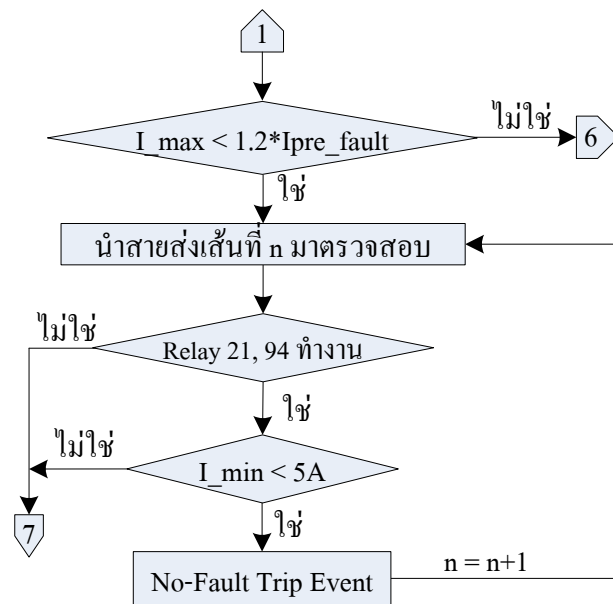 1
I_max < 1.2*Ipre_fault
ไม่ใช่
6
ใช่
นำสายส่งเส้นที่ n มาตรวจสอบ
ไม่ใช่
Relay 21, 94 ทำงาน
ใช่
ไม่ใช่
I_min < 5A
7
ใช่
No-Fault Trip Event
n = n+1